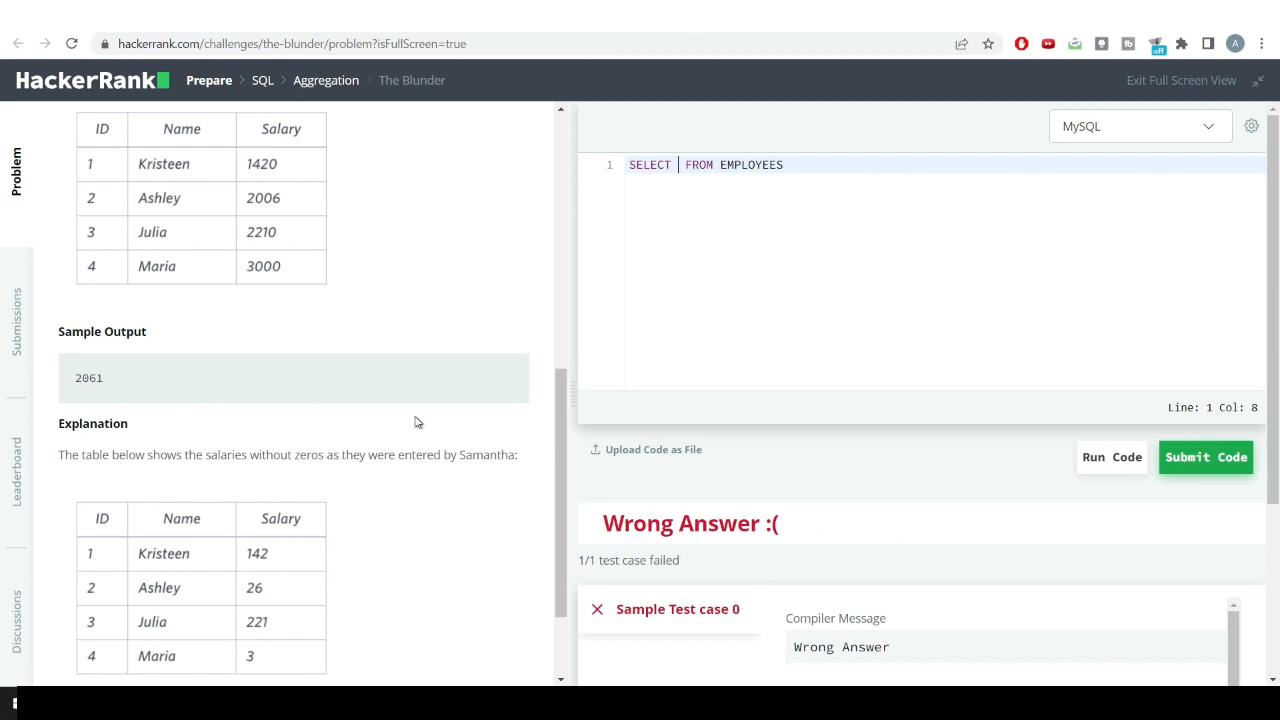 hackerrank.com/challenges/the-blunder/problem?isFullScreen=true
A
off
HackerRank
Prepare > SQL > Aggregation > The Blunder
Exit Full Screen View
Problem
Submissions
Leaderboard
Discussions
ID Name Salary
1 Kristeen 1420
2 Ashley 2006
3 Julia 2210
4 Maria 3000
Sample Output
2061
Explanation
The table below shows the salaries without zeros as they were entered by Samantha:
ID Name Salary
1 Kristeen 142
2 Ashley 26
3 Julia 221
4 Maria 3
MySQL
1 SELECT FROM EMPLOYEES
Line: 1 Col: 8
Upload Code as File
Run Code
Submit Code
Wrong Answer :(
1/1 test case failed
Sample Test case 0
Compiler Message
Wrong Answer